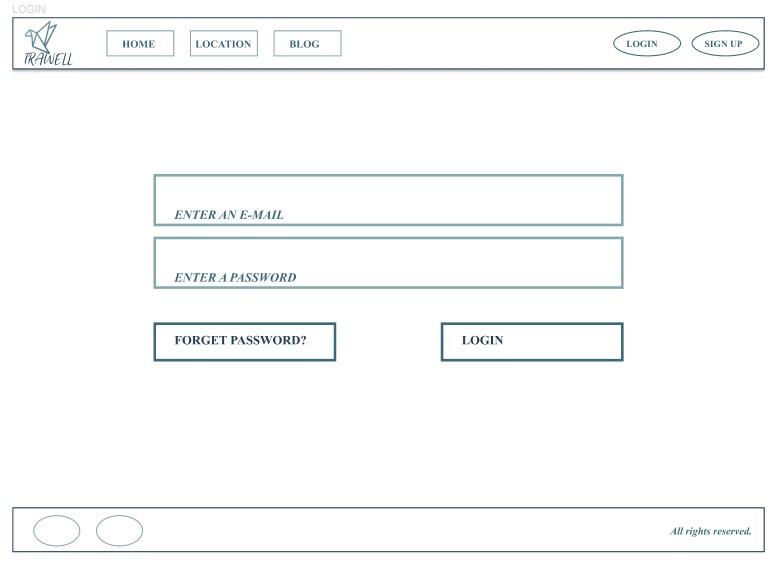 LOGIN
TRAWELL
HOME
LOCATION
BLOG
LOGIN
SIGN UP
ENTER AN E-MAIL
ENTER A PASSWORD
FORGET PASSWORD?
LOGIN
All rights reserved.